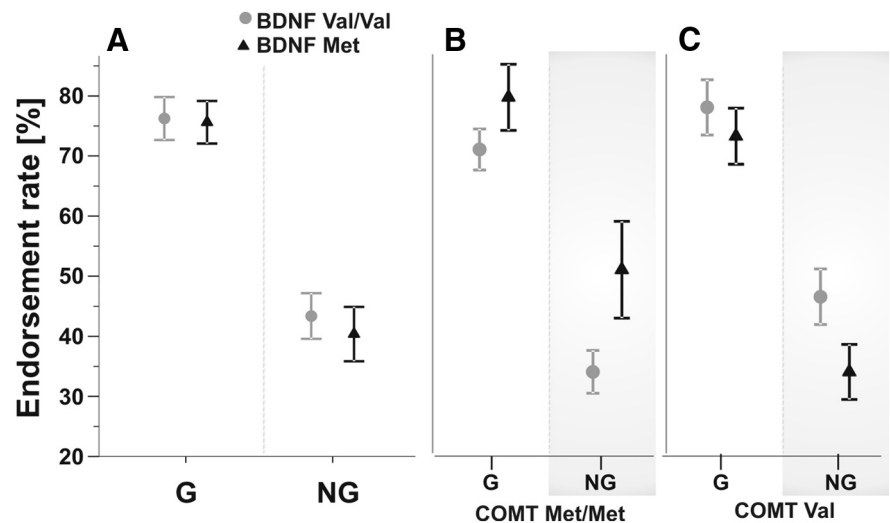 BDNF Val/Val
BDNF Met
A
B
C
Endorsement rate [%]
80
70
60
50
40
30
20
G
NG
G
NG
COMT Met/Met
G
NG
COMT Val